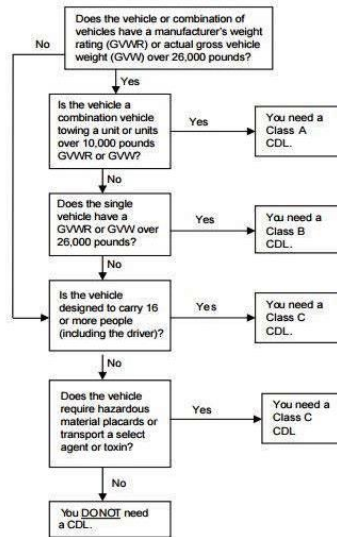 Does the vehicle or combination of
vehicles have a manufacturer's weight
rating (GVWR) or actual gross vehicle
weight (GVW) over 26,000 pounds?
No
Yes
Is the vehicle a
combination vehicle
towing a unit or units
over 10,000 pounds
GVWR or GVW?
Yes
You need a
Class A
CDL.
No
Does the single
vehicle have a
GVWR or GVW over
26,000 pounds?
Yes
You need a
Class B
CDL.
No
Is the vehicle
designed to carry 16
or more people
(including the driver)?
Yes
You need a
Class C
CDL.
No
Does the vehicle
require hazardous
material placards or
transport a select
agent or toxin?
Yes
You need a
Class C
CDL
No
You DO NOT need
a CDL.